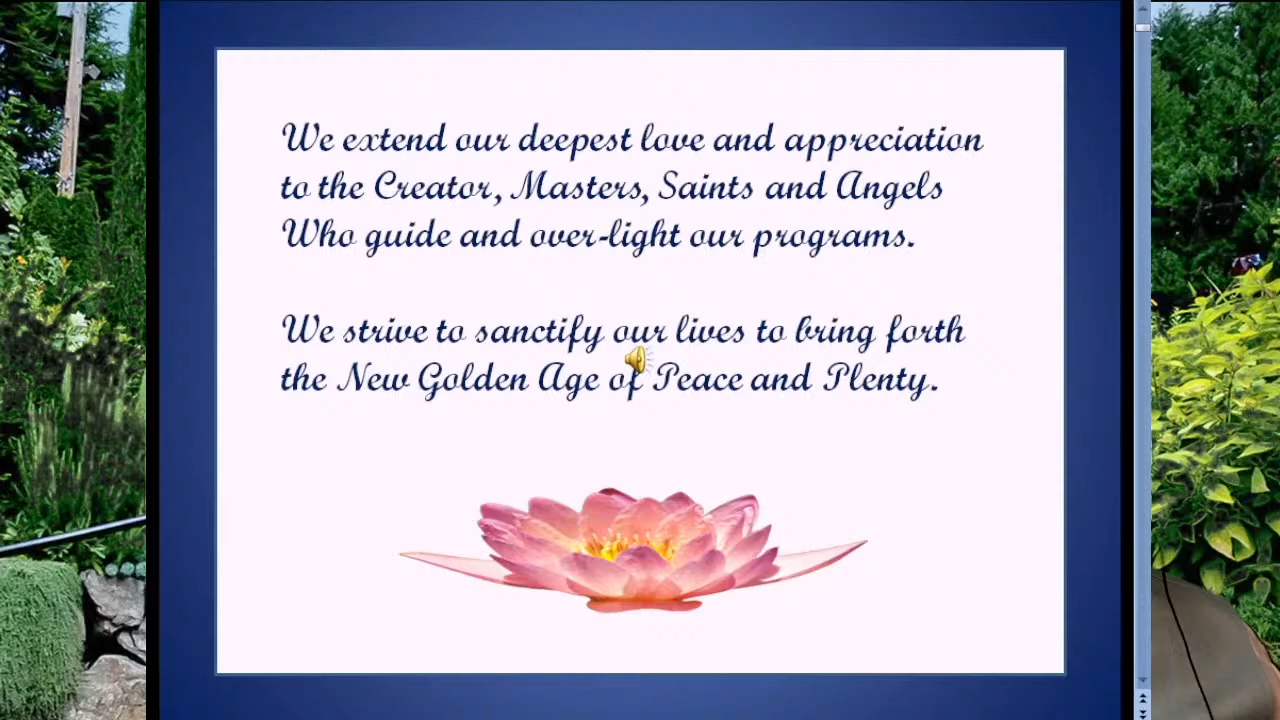 We extend our deepest love and appreciation
to the Creator, Masters, Saints and Angels
Who guide and over-light our programs.
We strive to sanctify our lives to bring forth
the New Golden Age of Peace and Plenty.